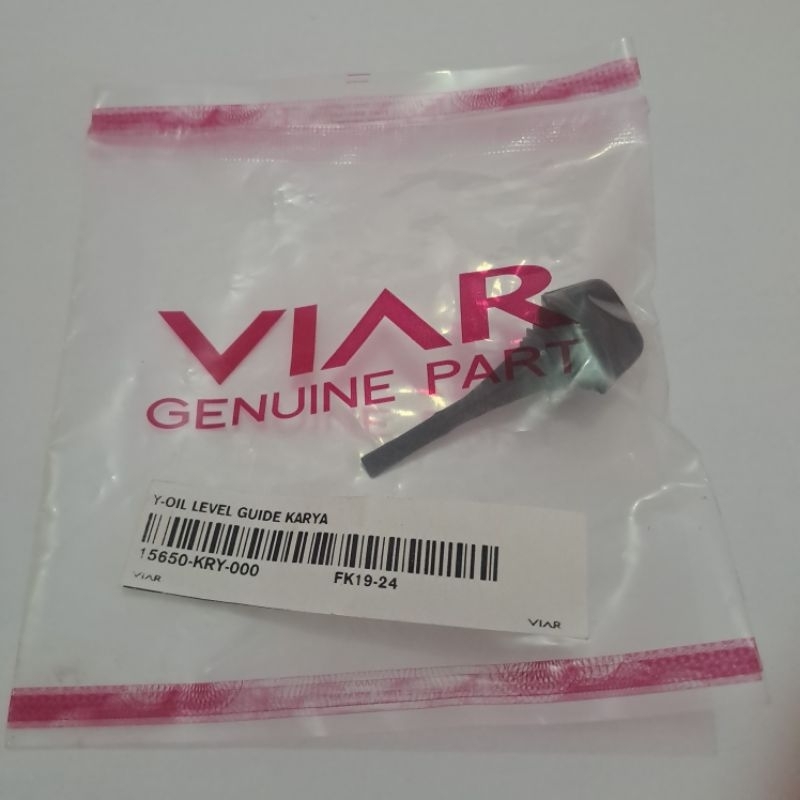 VIAR
GENUINE PART
Y-OIL LEVEL GUIDE KARYA
15650-KRY-000
FK19-24
VIAR
VIAR